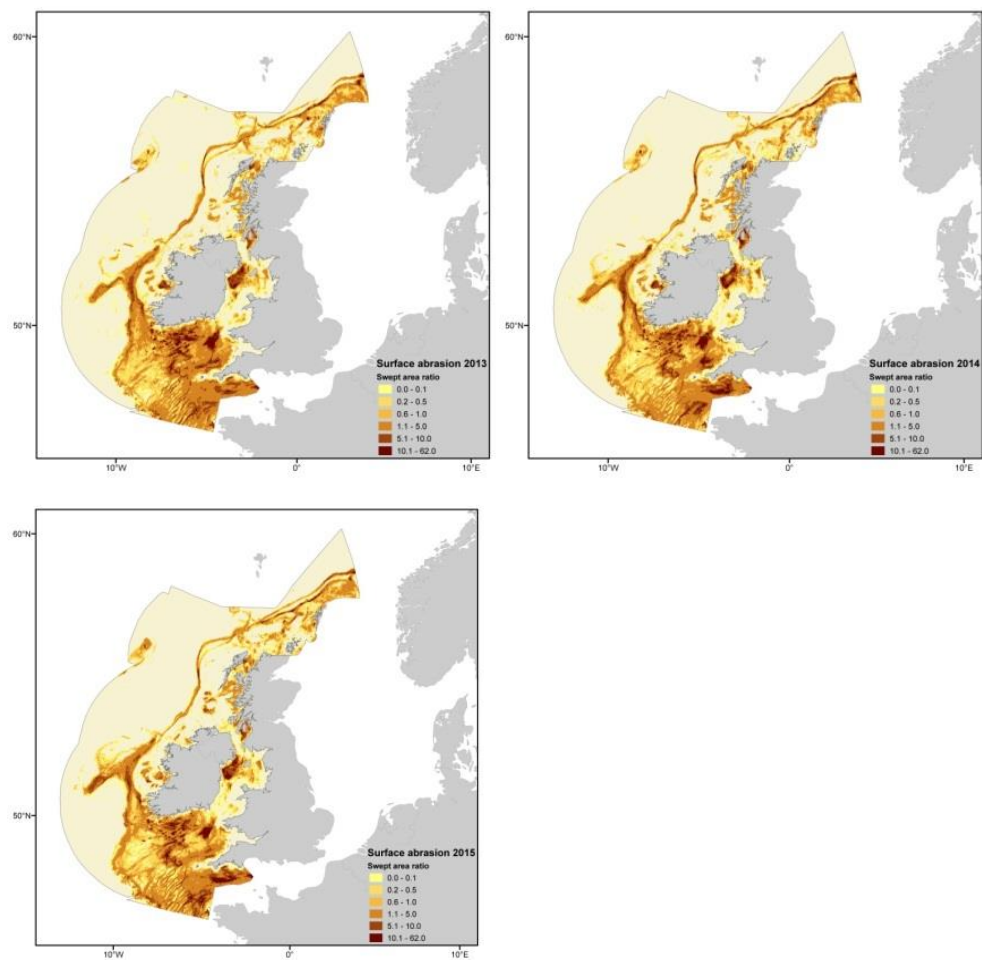 60°N
50°N
Surface abrasion 2013
Swept area ratio
0.0 - 0.1
0.2 - 0.5
0.6 - 1.0
1.1 - 5.0
5.1 - 10.0
10.1 - 62.0
10°W 0° 10°E
60°N
50°N
Surface abrasion 2014
Swept area ratio
0.0 - 0.1
0.2 - 0.5
0.6 - 1.0
1.1 - 5.0
5.1 - 10.0
10.1 - 62.0
10°W 0° 10°E
60°N
50°N
Surface abrasion 2015
Swept area ratio
0.0 - 0.1
0.2 - 0.5
0.6 - 1.0
1.1 - 5.0
5.1 - 10.0
10.1 - 62.0
10°W 0° 10°E